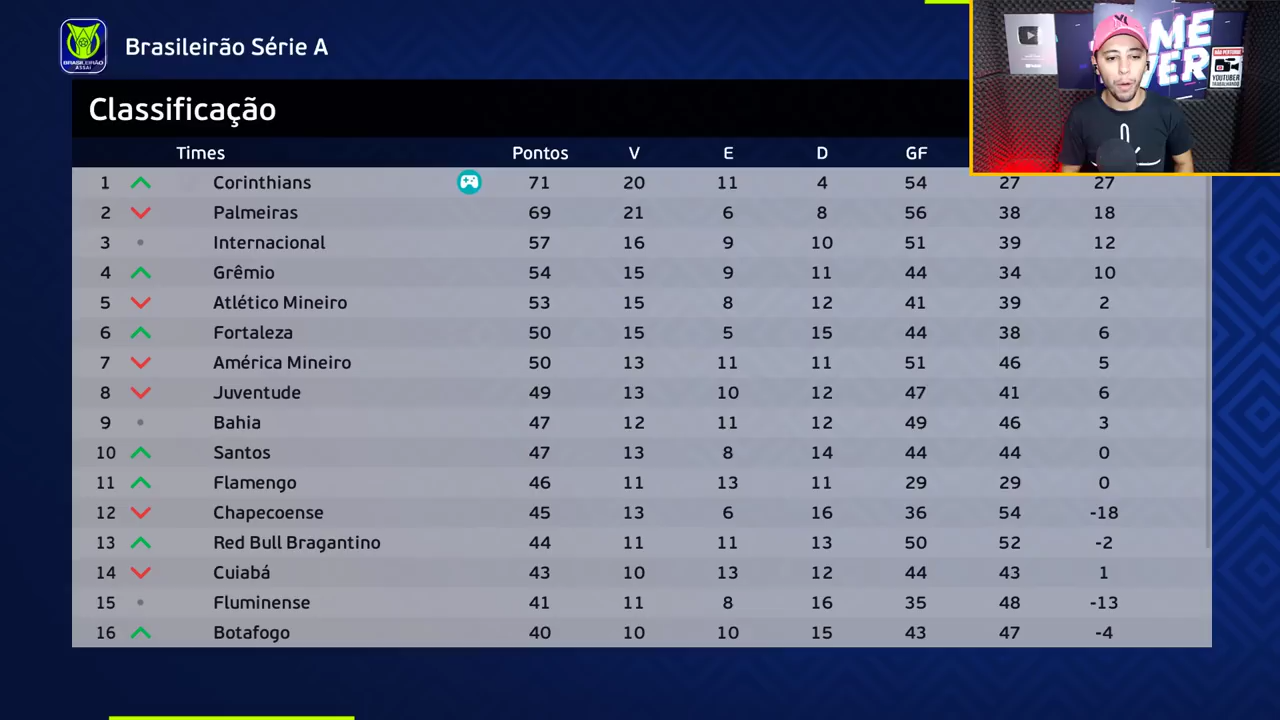 Brasileirão Série A
BRASILEIRÃO
ASSAÍ
Classificação
Times Pontos V E D GF
1 Corinthians 71 20 11 4 54 27 27
2 Palmeiras 69 21 6 8 56 38 18
3 Internacional 57 16 9 10 51 39 12
4 Grêmio 54 15 9 11 44 34 10
5 Atlético Mineiro 53 15 8 12 41 39 2
6 Fortaleza 50 15 5 15 44 38 6
7 América Mineiro 50 13 11 11 51 46 5
8 Juventude 49 13 10 12 47 41 6
9 Bahia 47 12 11 12 49 46 3
10 Santos 47 13 8 14 44 44 0
11 Flamengo 46 11 13 11 29 29 0
12 Chapecoense 45 13 6 16 36 54 -18
13 Red Bull Bragantino 44 11 11 13 50 52 -2
14 Cuiabá 43 10 13 12 44 43 1
15 Fluminense 41 11 8 16 35 48 -13
16 Botafogo 40 10 10 15 43 47 -4
NÃO PERTURBE
YOUTUBER
TRABALHANDO